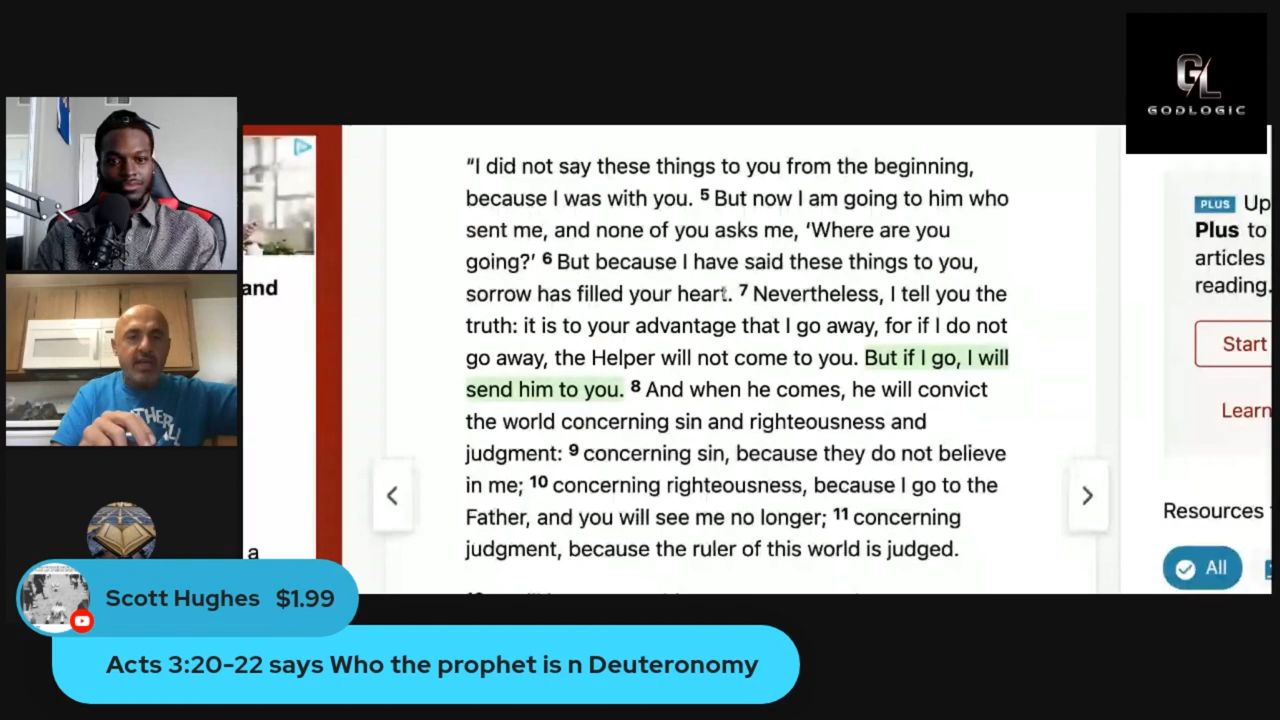 GL
GODLOGIC
and
a
“I did not say these things to you from the beginning,
because I was with you. 5 But now I am going to him who
sent me, and none of you asks me, ‘Where are you
going?’ 6 But because I have said these things to you,
sorrow has filled your heart. 7 Nevertheless, I tell you the
truth: it is to your advantage that I go away, for if I do not
go away, the Helper will not come to you. But if I go, I will
send him to you. 8 And when he comes, he will convict
the world concerning sin and righteousness and
judgment: 9 concerning sin, because they do not believe
in me; 10 concerning righteousness, because I go to the
Father, and you will see me no longer; 11 concerning
judgment, because the ruler of this world is judged.
PLUS Up
Plus to
articles
reading.
Start
Learn
Resources
All
Scott Hughes $1.99
Acts 3:20-22 says Who the prophet is n Deuteronomy